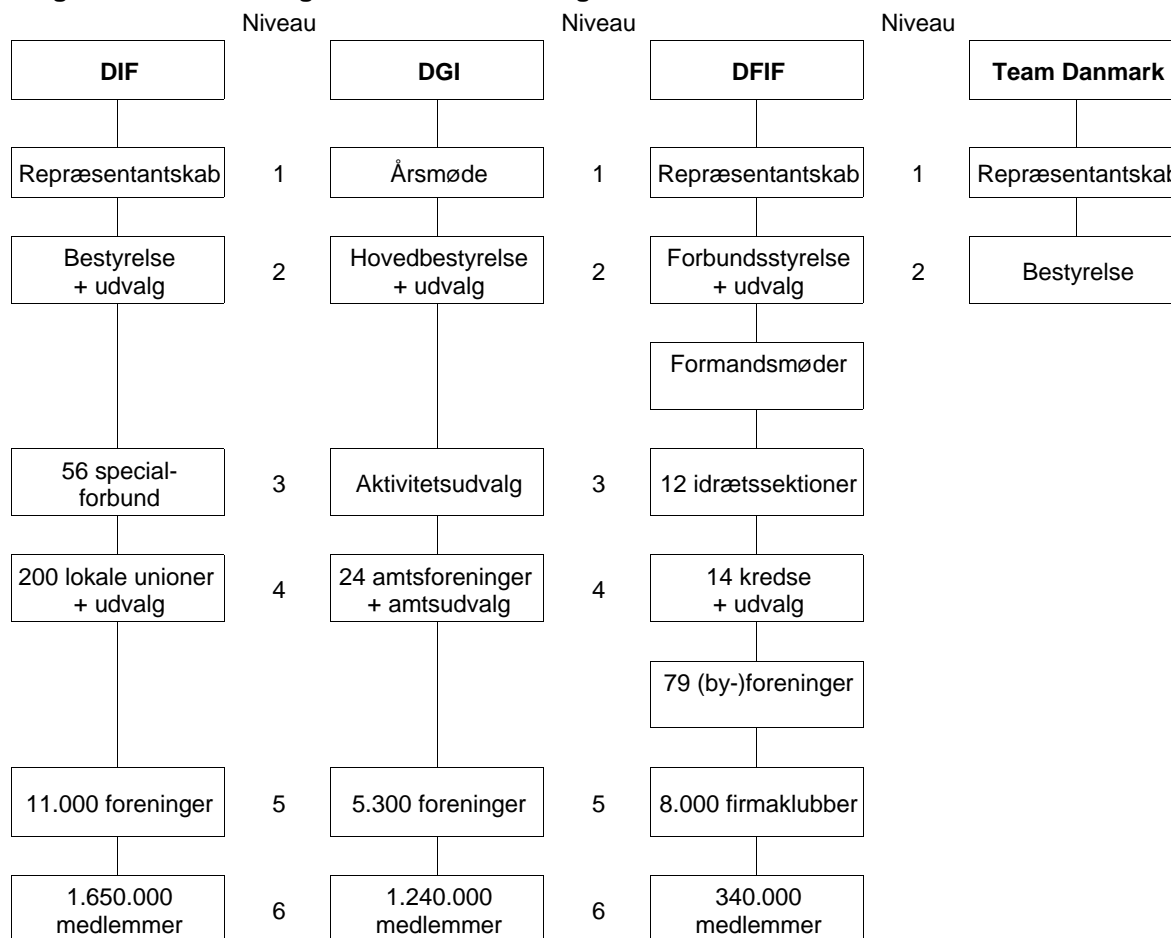 Niveau Niveau Niveau
DIF DGI DFIF Team Danmark
Repræsentantskab 1 Årsmøde 1 Repræsentantskab 1 Repræsentantskab
Bestyrelse
+ udvalg
2
Hovedbestyrelse
+ udvalg
2
Forbundsstyrelse
+ udvalg
2
Bestyrelse
Formandsmøder
56 special-
forbund
3
Aktivitetsudvalg
3
12 idrætssektioner
200 lokale unioner
+ udvalg
4
24 amtsforeninger
+ amtsudvalg
4
14 kredse
+ udvalg
79 (by-)foreninger
11.000 foreninger 5 5.300 foreninger 5 8.000 firmaklubber
1.650.000
medlemmer
6
1.240.000
medlemmer
6
340.000
medlemmer